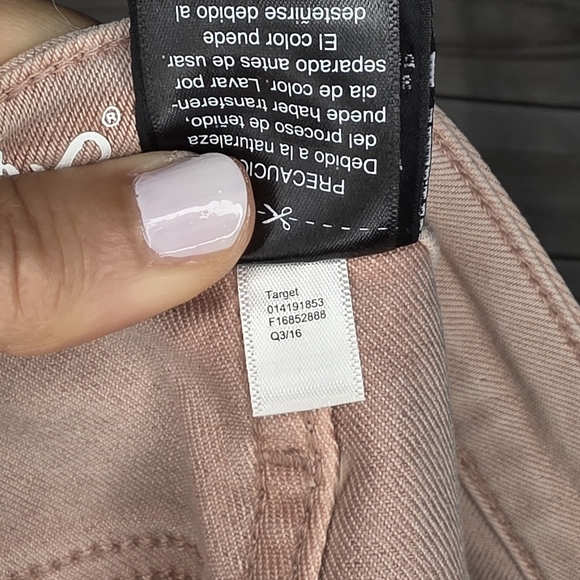 PRECAUCIÓ
Debido a la naturaleza
del proceso de teñido,
puede haber transferen-
cia de color. Lavar por
separado antes de usar.
El color puede
desteñirse debido al
Target
014191853
F16852888
Q3/16
®